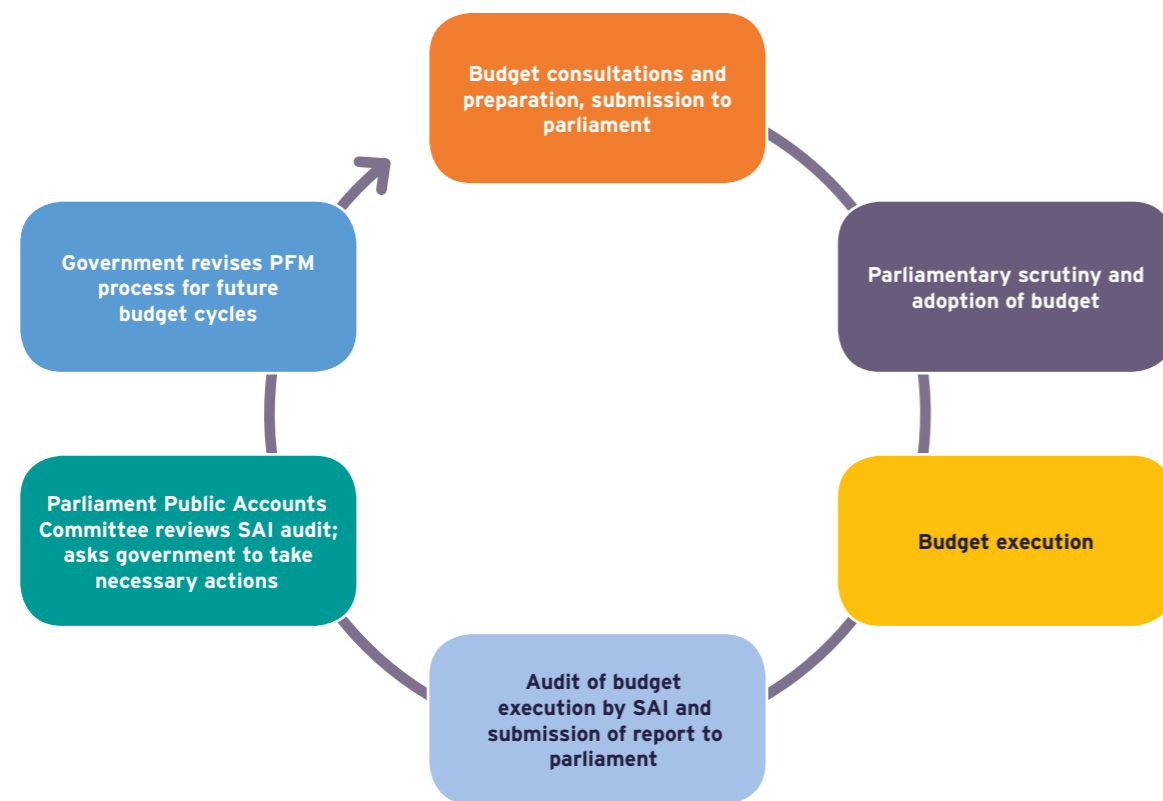 Budget consultations and
preparation, submission to
parliament
Parliamentary scrutiny and
adoption of budget
Budget execution
Audit of budget
execution by SAI and
submission of report to
parliament
Parliament Public Accounts
Committee reviews SAI audit;
asks government to take
necessary actions
Government revises PFM
process for future
budget cycles